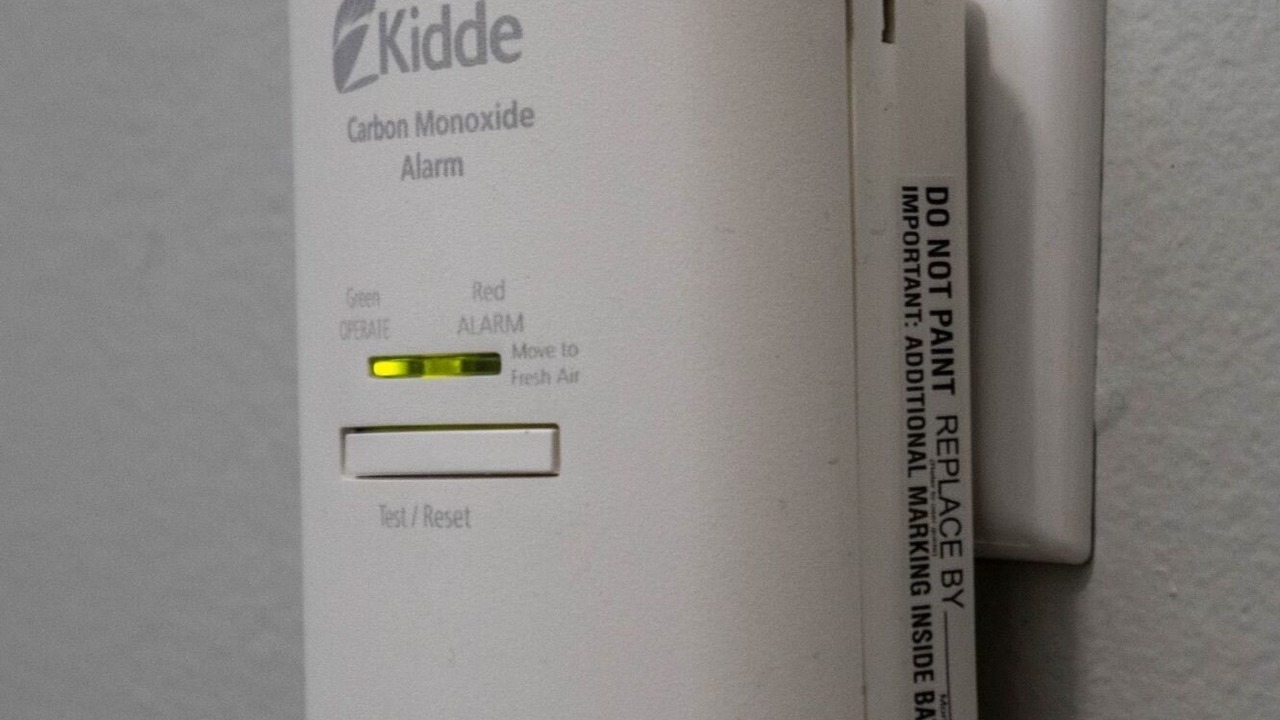 Kidde
Carbon Monoxide
Alarm
Green
OPERATE
Red
ALARM
Move to
Fresh Air
Test / Reset
DO NOT PAINT REPLACE BY
IMPORTANT: ADDITIONAL MARKING INSIDE BA